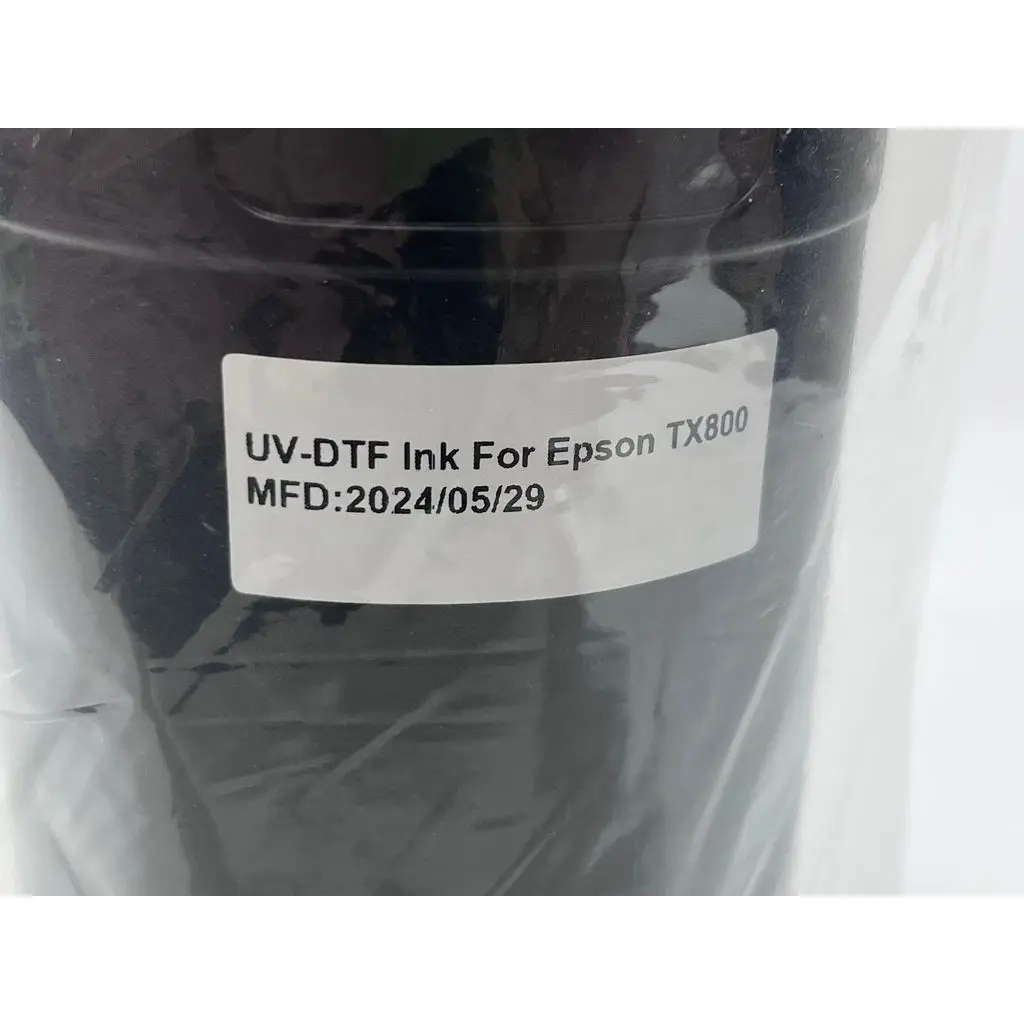 UV-DTF Ink For Epson TX800
MFD:2024/05/29